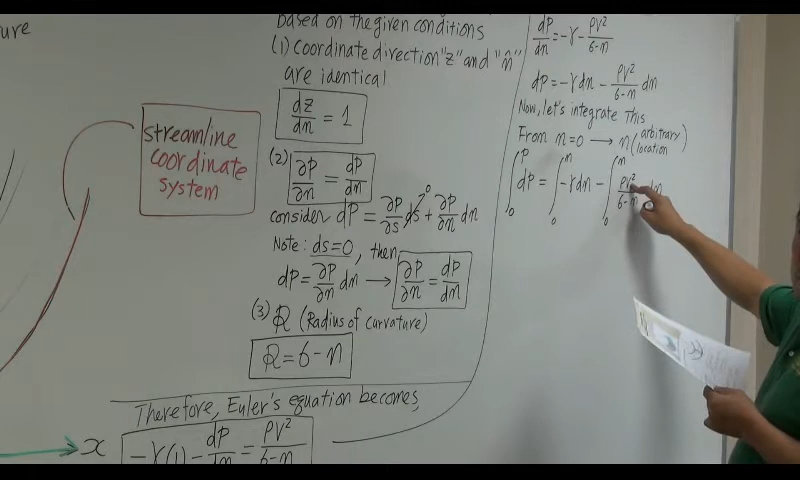 ure
streamline
coordinate
system
x
based on the given conditions
(1) Coordinate direction "z" and "n̂"
are identical
dz/dn = 1
(2) ∂P/∂n = dP/dn
consider dP = ∂P/∂s ds→0 + ∂P/∂n dn
Note: ds=0, then
dP = ∂P/∂n dn → ∂P/∂n = dP/dn
(3) R (Radius of curvature)
R = 6-n
Therefore, Euler's equation becomes,
-γ(1) - dP/dn = ρV²/6-n
dP/dn = -γ - ρV²/6-n
dP = -γdn - ρV²/6-n dn
Now, let's integrate this
From n=0 → n (arbitrary location)
∫₀ᴾ dP = ∫₀ⁿ -γdn - ∫₀ⁿ ρV²/6-n dn